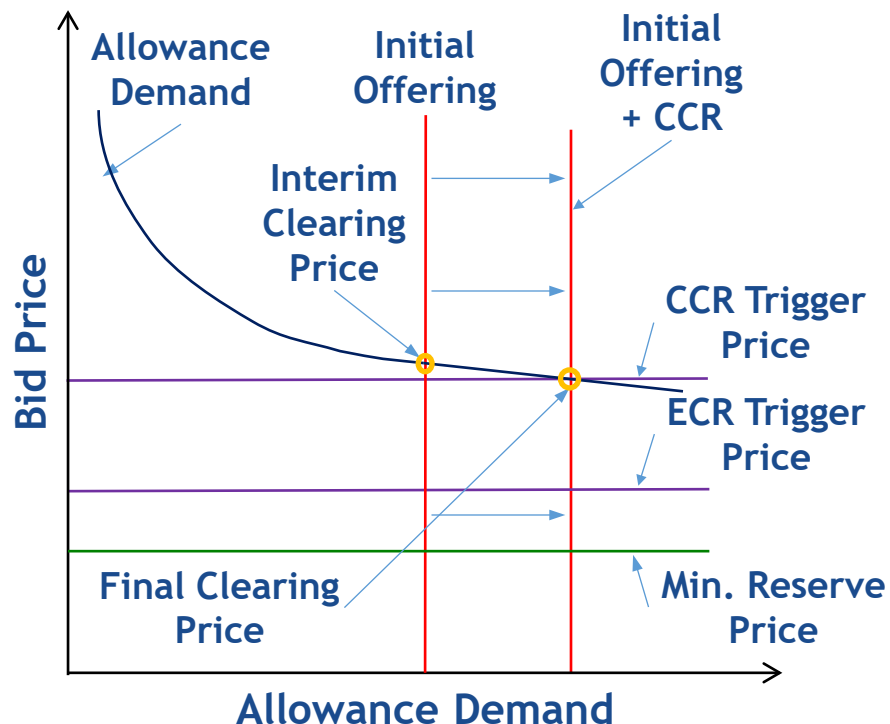 Allowance
Demand
Initial
Offering
Initial
Offering
+ CCR
Interim
Clearing
Price
CCR Trigger
Price
ECR Trigger
Price
Final Clearing
Price
Min. Reserve
Price
Bid Price
Allowance Demand